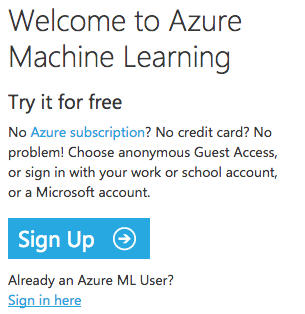 Welcome to Azure
Machine Learning
Try it for free
No Azure subscription? No credit card? No
problem! Choose anonymous Guest Access,
or sign in with your work or school account,
or a Microsoft account.
Sign Up
Already an Azure ML User?
Sign in here